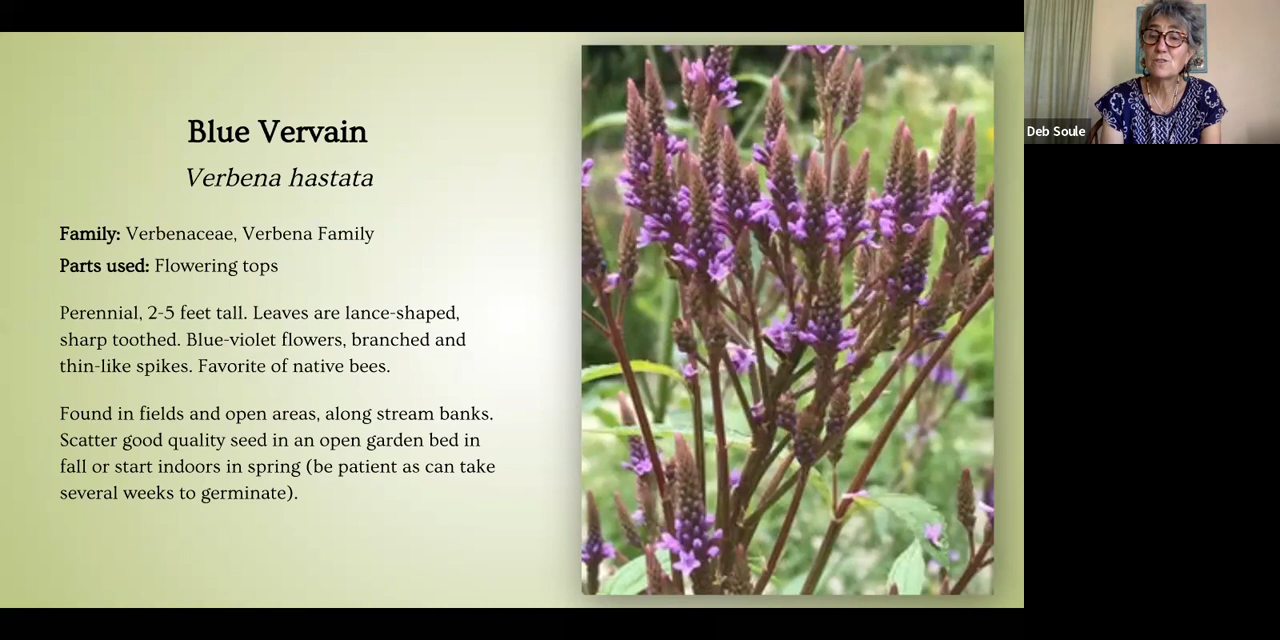 Blue Vervain
Verbena hastata
Family: Verbenaceae, Verbena Family
Parts used: Flowering tops
Perennial, 2-5 feet tall. Leaves are lance-shaped,
sharp toothed. Blue-violet flowers, branched and
thin-like spikes. Favorite of native bees.
Found in fields and open areas, along stream banks.
Scatter good quality seed in an open garden bed in
fall or start indoors in spring (be patient as can take
several weeks to germinate).
Deb Soule